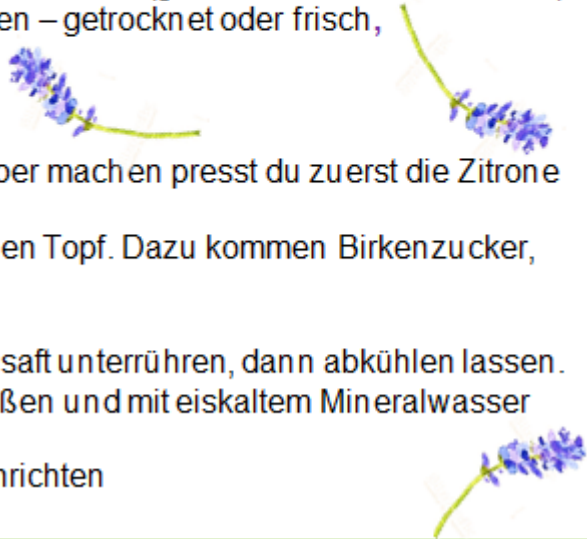 en – getrocknet oder frisch,
ber machen presst du zuerst die Zitrone
en Topf. Dazu kommen Birkenzucker,
saft unterrühren, dann abkühlen lassen.
ßen und mit eiskaltem Mineralwasser
nrichten